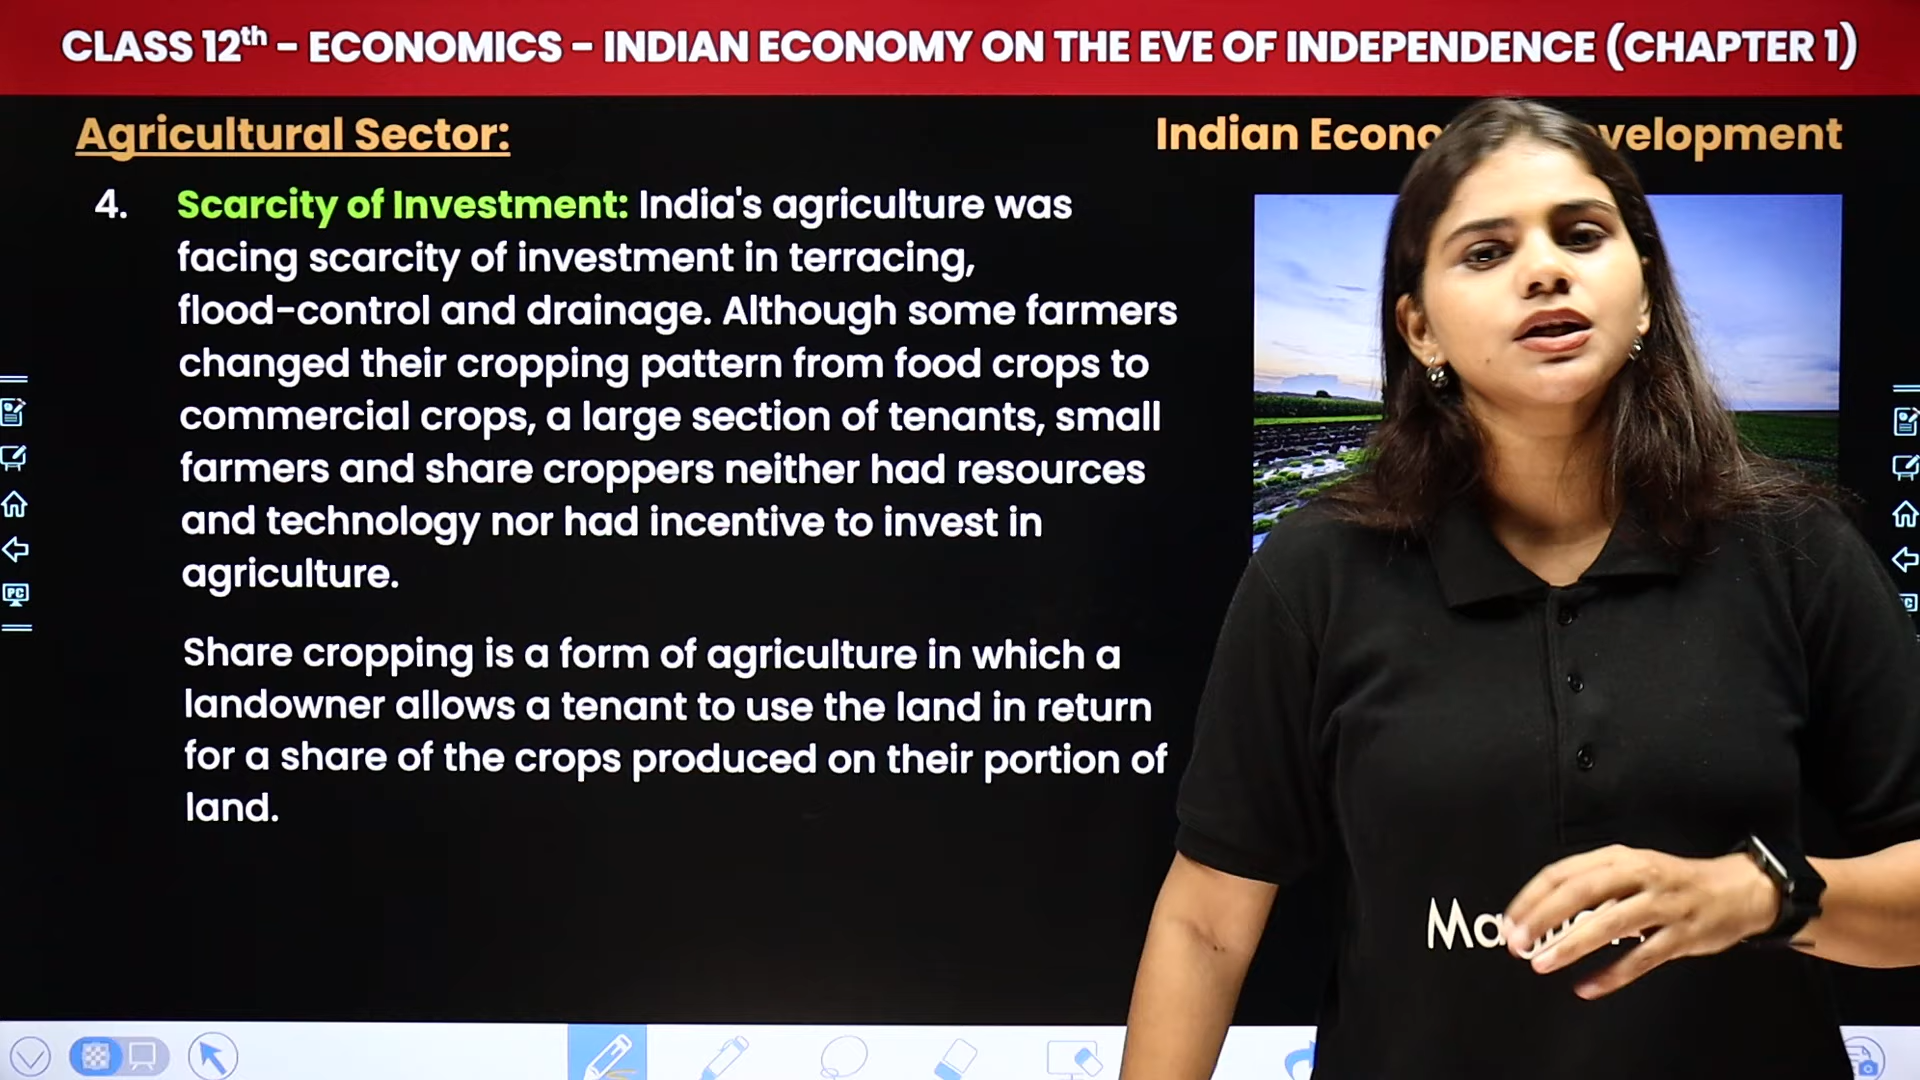 CLASS 12th - ECONOMICS - INDIAN ECONOMY ON THE EVE OF INDEPENDENCE (CHAPTER 1)
Agricultural Sector:
Indian
4. Scarcity of Investment: India's agriculture was
facing scarcity of investment in terracing,
flood-control and drainage. Although some farmers
changed their cropping pattern from food crops to
commercial crops, a large section of tenants, small
farmers and share croppers neither had resources
and technology nor had incentive to invest in
agriculture.
Share cropping is a form of agriculture in which a
landowner allows a tenant to use the land in return
for a share of the crops produced on their portion of
land.
PC